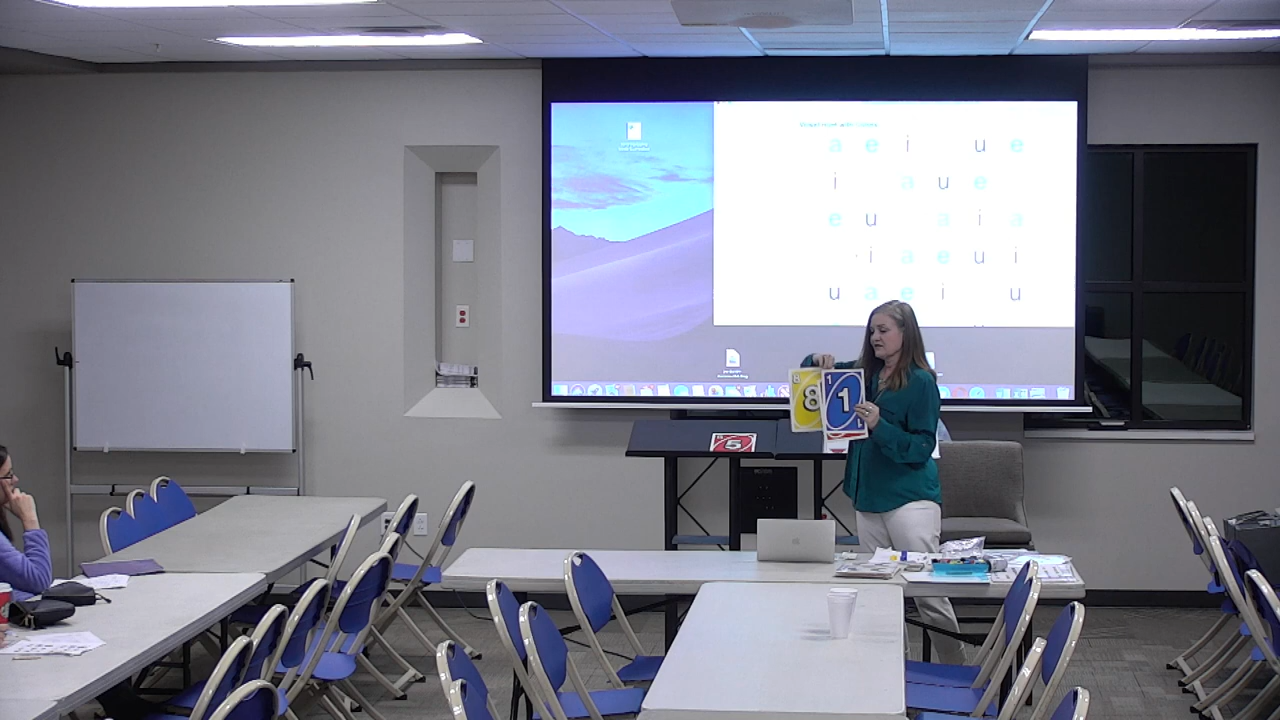 a e i u e
i a u e
e u a i a
i a e u i
u a e i u
8
1
5